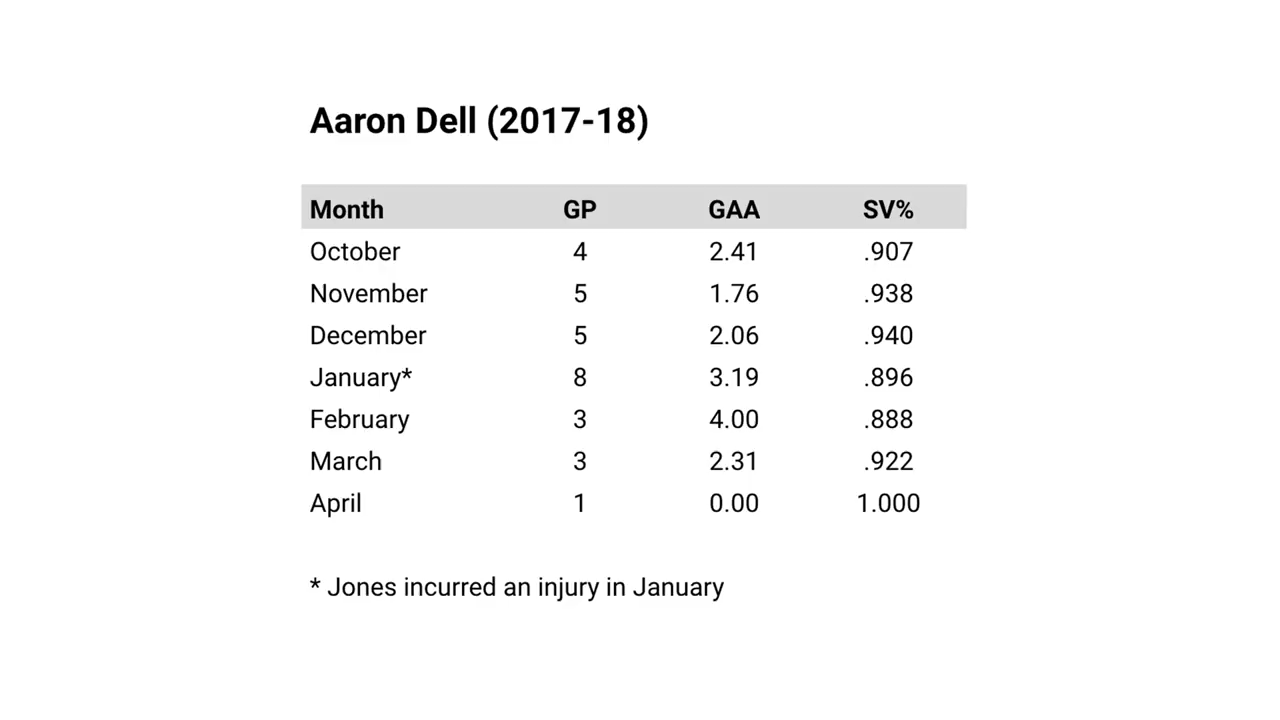 Aaron Dell (2017-18)
Month GP GAA SV%
October 4 2.41 .907
November 5 1.76 .938
December 5 2.06 .940
January* 8 3.19 .896
February 3 4.00 .888
March 3 2.31 .922
April 1 0.00 1.000
* Jones incurred an injury in January